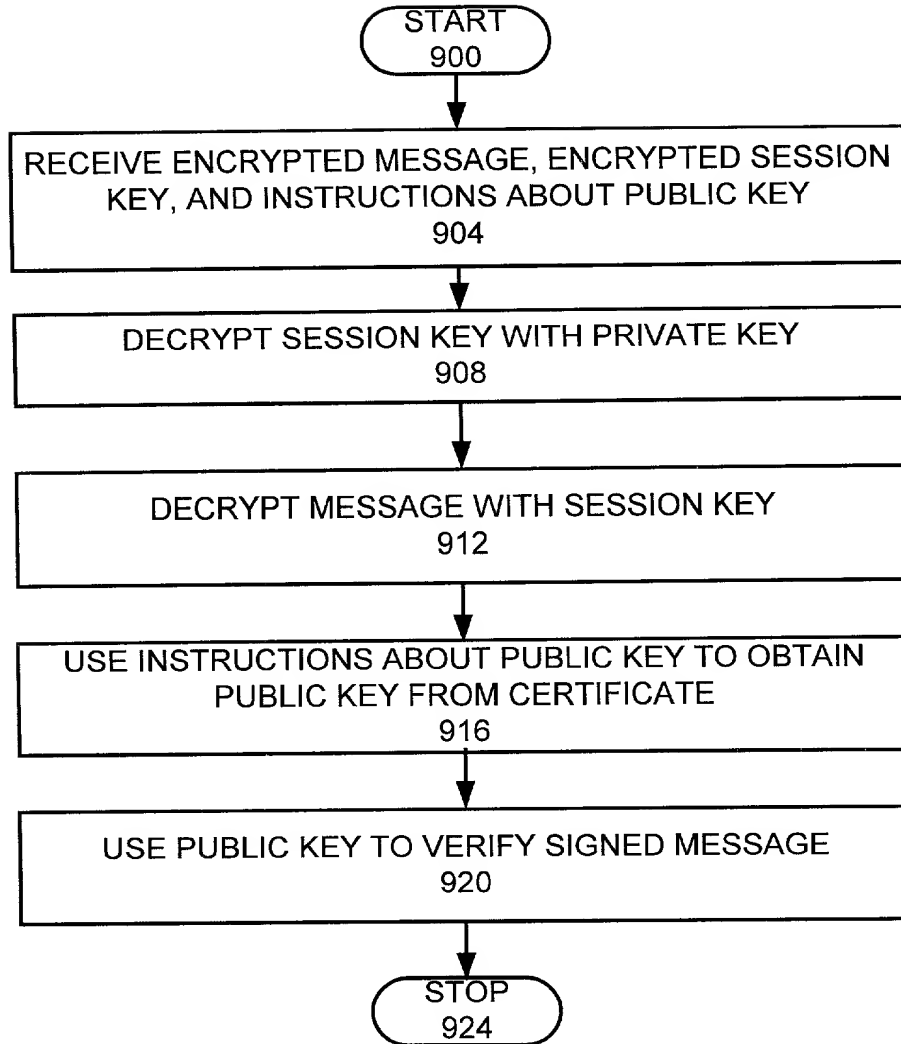 START
900
RECEIVE ENCRYPTED MESSAGE, ENCRYPTED SESSION
KEY, AND INSTRUCTIONS ABOUT PUBLIC KEY
904
DECRYPT SESSION KEY WITH PRIVATE KEY
908
DECRYPT MESSAGE WITH SESSION KEY
912
USE INSTRUCTIONS ABOUT PUBLIC KEY TO OBTAIN
PUBLIC KEY FROM CERTIFICATE
916
USE PUBLIC KEY TO VERIFY SIGNED MESSAGE
920
STOP
924